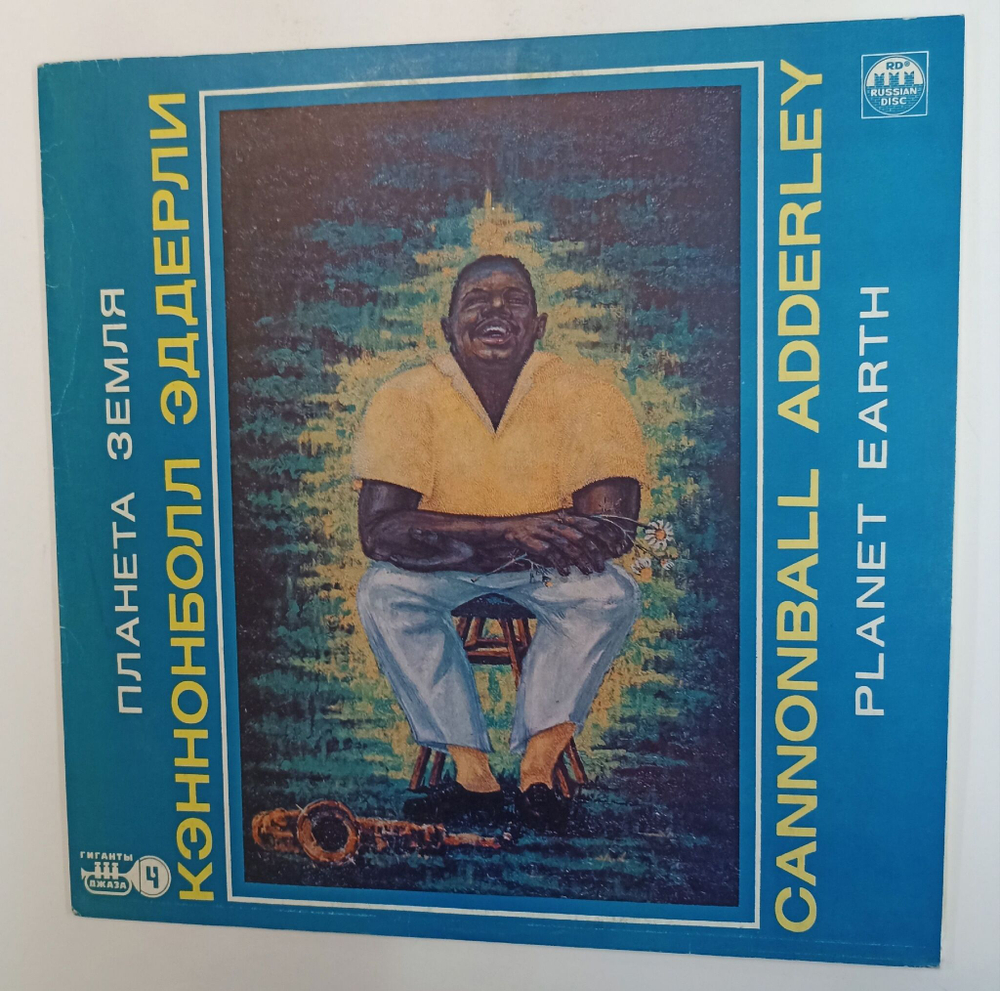 ПЛАНЕТА ЗЕМЛЯ
КЭННОНБОЛЛ ЭДДЕРЛИ
CANNONBALL ADDERLEY
PLANET EARTH
RD®
RUSSIAN
DISC
ГИГАНТЫ
ДЖАЗА
4